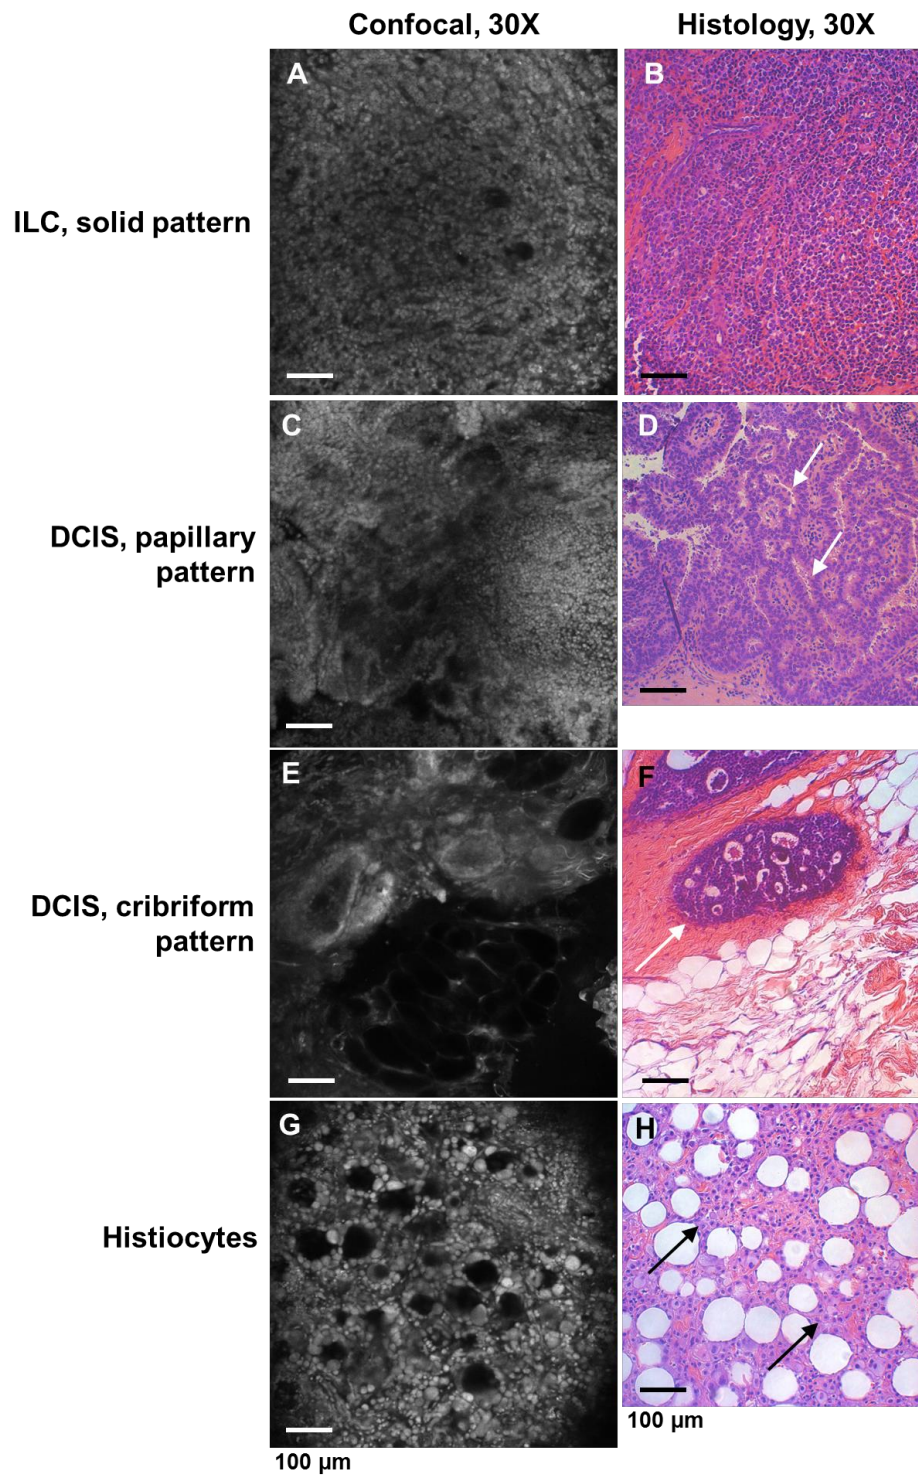 Confocal, 30X
Histology, 30X
A
B
ILC, solid pattern
C
D
DCIS, papillary
pattern
E
F
DCIS, cribriform
pattern
G
H
Histiocytes
100 µm
100 µm